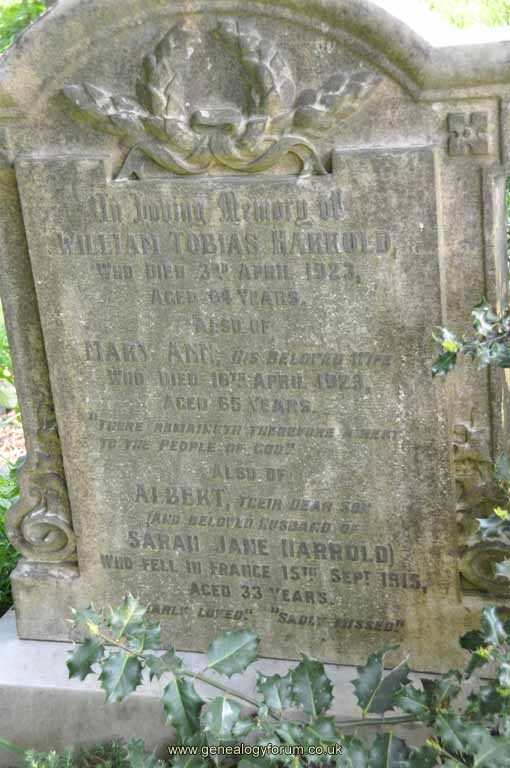 In Loving Memory of
WILLIAM TOBIAS HARROLD
WHO DIED 3RD APRIL 1923,
AGED 64 YEARS.
ALSO OF
MARY ANN, HIS BELOVED WIFE
WHO DIED 16TH APRIL 1923,
AGED 65 YEARS.
"THERE REMAINETH THEREFORE A REST
TO THE PEOPLE OF GOD."
ALSO OF
ALBERT, THEIR DEAR SON
(AND BELOVED HUSBAND OF
SARAH JANE HARROLD)
WHO FELL IN FRANCE 15TH SEPT 1915,
AGED 33 YEARS.
LOVED." "SADLY MISSED."
www.genealogyforum.co.uk